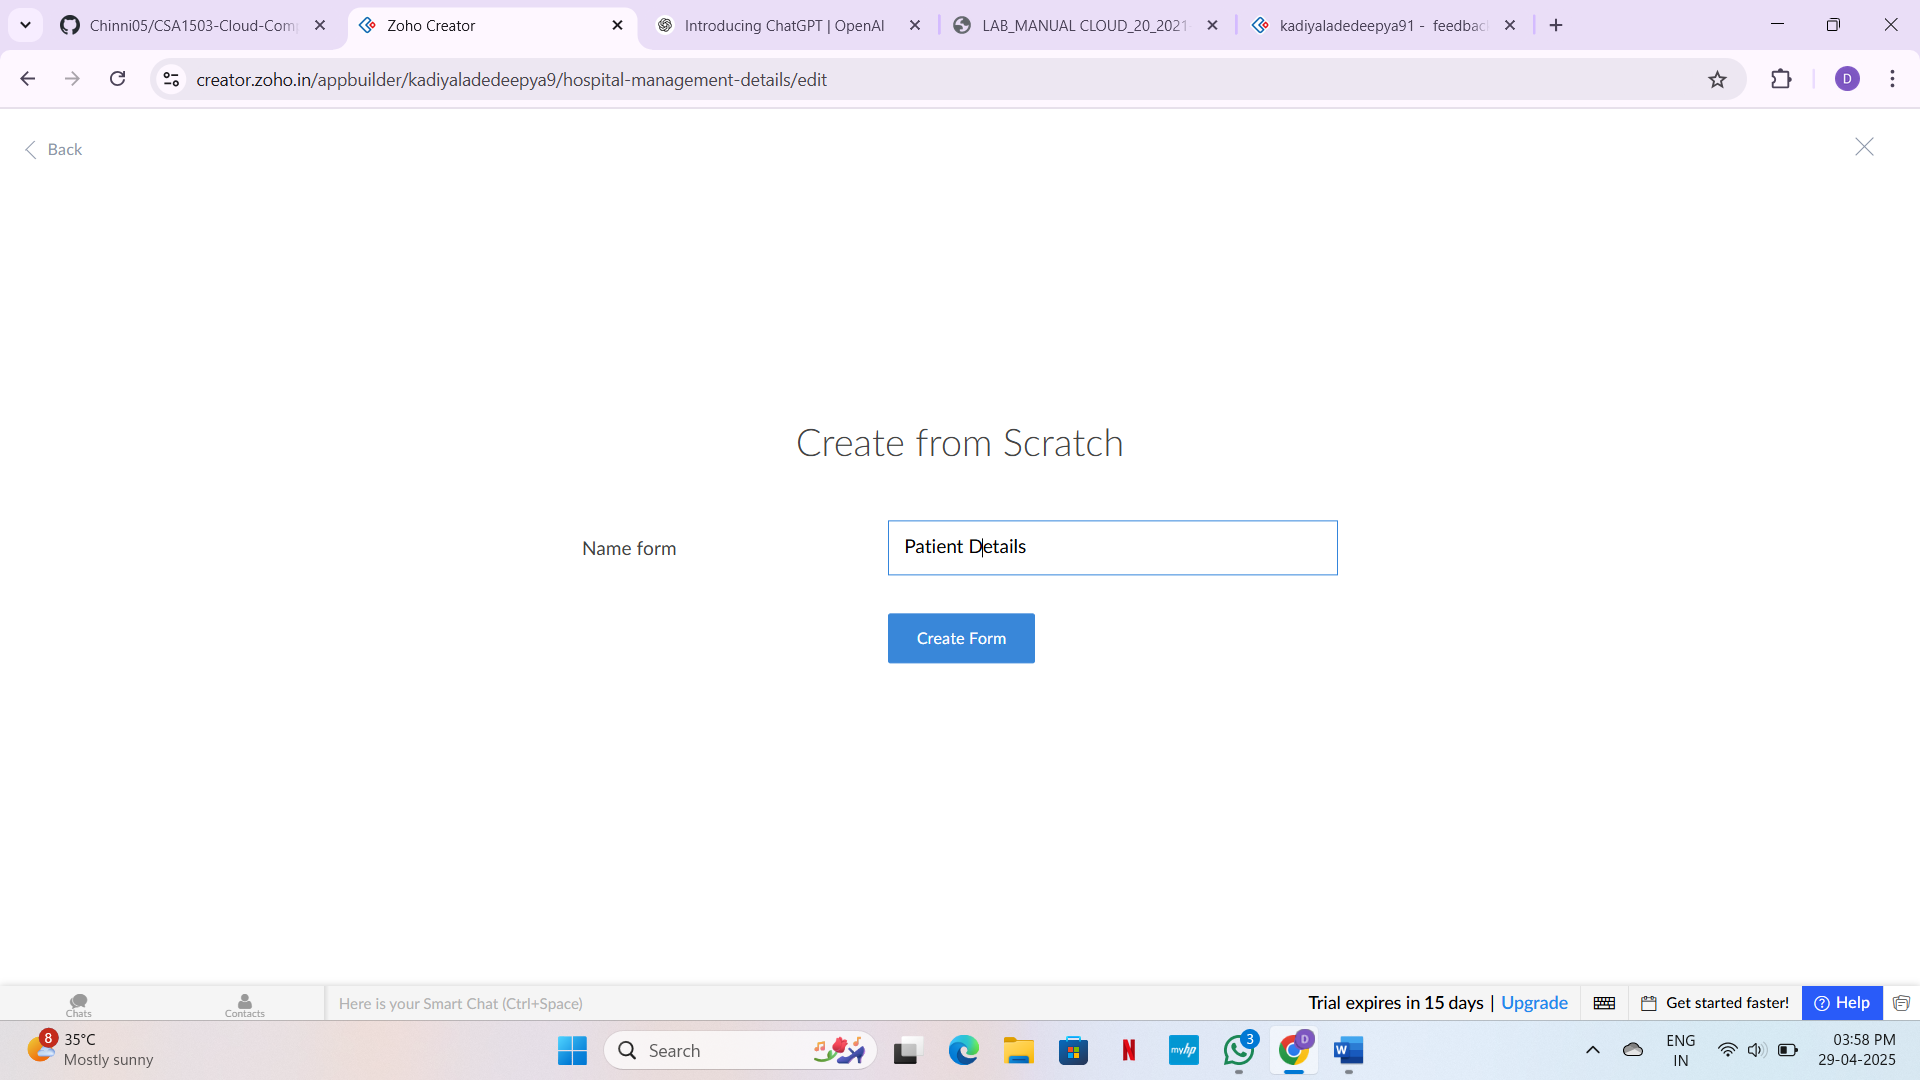 Chinni05/CSA1503-Cloud-Com
Zoho Creator
Introducing ChatGPT | OpenAI
LAB_MANUAL CLOUD_20_2021
kadiyaladedeepya91 - feedbac
D
creator.zoho.in/appbuilder/kadiyaladedeepya9/hospital-management-details/edit
Back
Create from Scratch
Name form
Patient Details
Create Form
Chats
Contacts
Here is your Smart Chat (Ctrl+Space)
Trial expires in 15 days | Upgrade
Get started faster!
Help
8
35°C
Mostly sunny
Search
N
myhp
3
D
W
ENG
IN
03:58 PM
29-04-2025